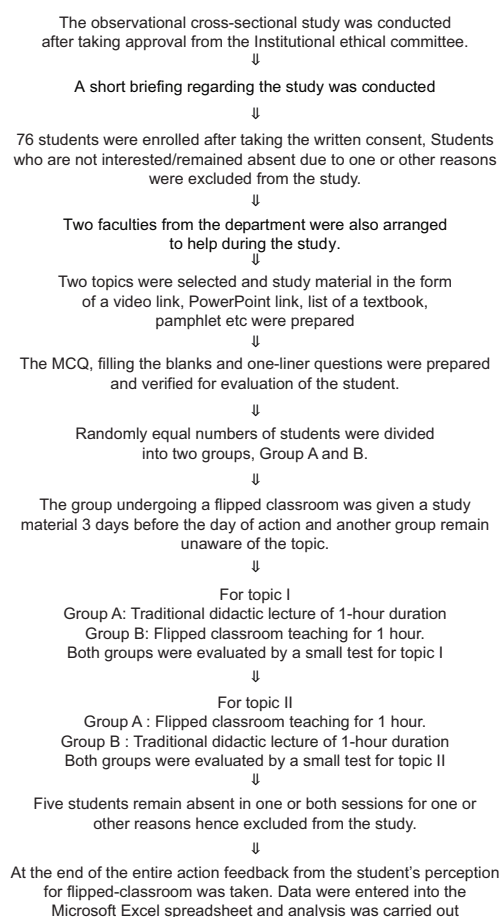 The observational cross-sectional study was conducted
after taking approval from the Institutional ethical committee.
⇓
A short briefing regarding the study was conducted
⇓
76 students were enrolled after taking the written consent, Students
who are not interested/remained absent due to one or other reasons
were excluded from the study.
⇓
Two faculties from the department were also arranged
to help during the study.
⇓
Two topics were selected and study material in the form
of a video link, PowerPoint link, list of a textbook,
pamphlet etc were prepared
⇓
The MCQ, filling the blanks and one-liner questions were prepared
and verified for evaluation of the student.
⇓
Randomly equal numbers of students were divided
into two groups, Group A and B.
⇓
The group undergoing a flipped classroom was given a study
material 3 days before the day of action and another group remain
unaware of the topic.
⇓
For topic I
Group A: Traditional didactic lecture of 1-hour duration
Group B: Flipped classroom teaching for 1 hour.
Both groups were evaluated by a small test for topic I
⇓
For topic II
Group A : Flipped classroom teaching for 1 hour.
Group B : Traditional didactic lecture of 1-hour duration
Both groups were evaluated by a small test for topic II
⇓
Five students remain absent in one or both sessions for one or
other reasons hence excluded from the study.
⇓
At the end of the entire action feedback from the student's perception
for flipped-classroom was taken. Data were entered into the
Microsoft Excel spreadsheet and analysis was carried out